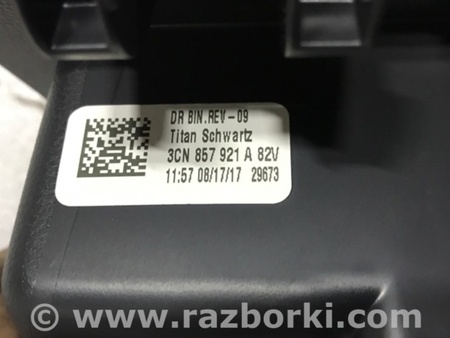 DR BIN.REV-09
Titan Schwartz
3CN 857 921 A 82V
11:57 08/17/17 29673
© www.razborki.com